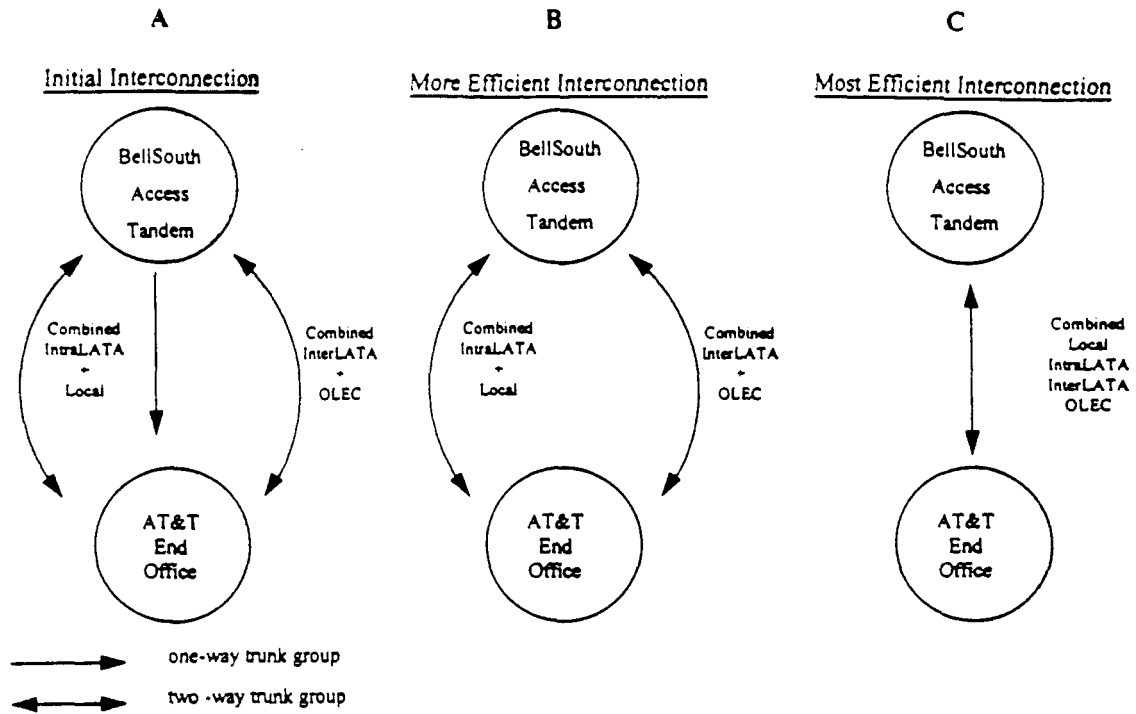 A
Initial Interconnection
BellSouth
Access
Tandem
Combined
IntraLATA
+
Local
Combined
InterLATA
+
OLEC
AT&T
End
Office
B
More Efficient Interconnection
BellSouth
Access
Tandem
Combined
IntraLATA
+
Local
Combined
InterLATA
+
OLEC
AT&T
End
Office
C
Most Efficient Interconnection
BellSouth
Access
Tandem
Combined
Local
IntraLATA
InterLATA
OLEC
AT&T
End
Office
one-way trunk group
two -way trunk group